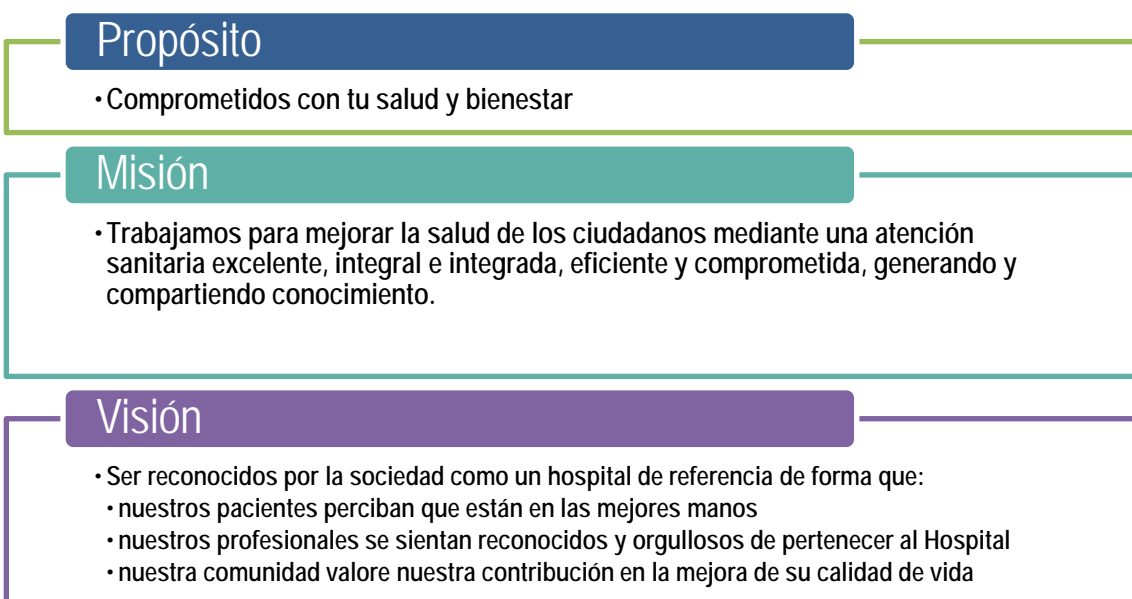 Propósito
• Comprometidos con tu salud y bienestar
Misión
• Trabajamos para mejorar la salud de los ciudadanos mediante una atención
sanitaria excelente, integral e integrada, eficiente y comprometida, generando y
compartiendo conocimiento.
Visión
• Ser reconocidos por la sociedad como un hospital de referencia de forma que:
• nuestros pacientes perciban que están en las mejores manos
• nuestros profesionales se sientan reconocidos y orgullosos de pertenecer al Hospital
• nuestra comunidad valore nuestra contribución en la mejora de su calidad de vida